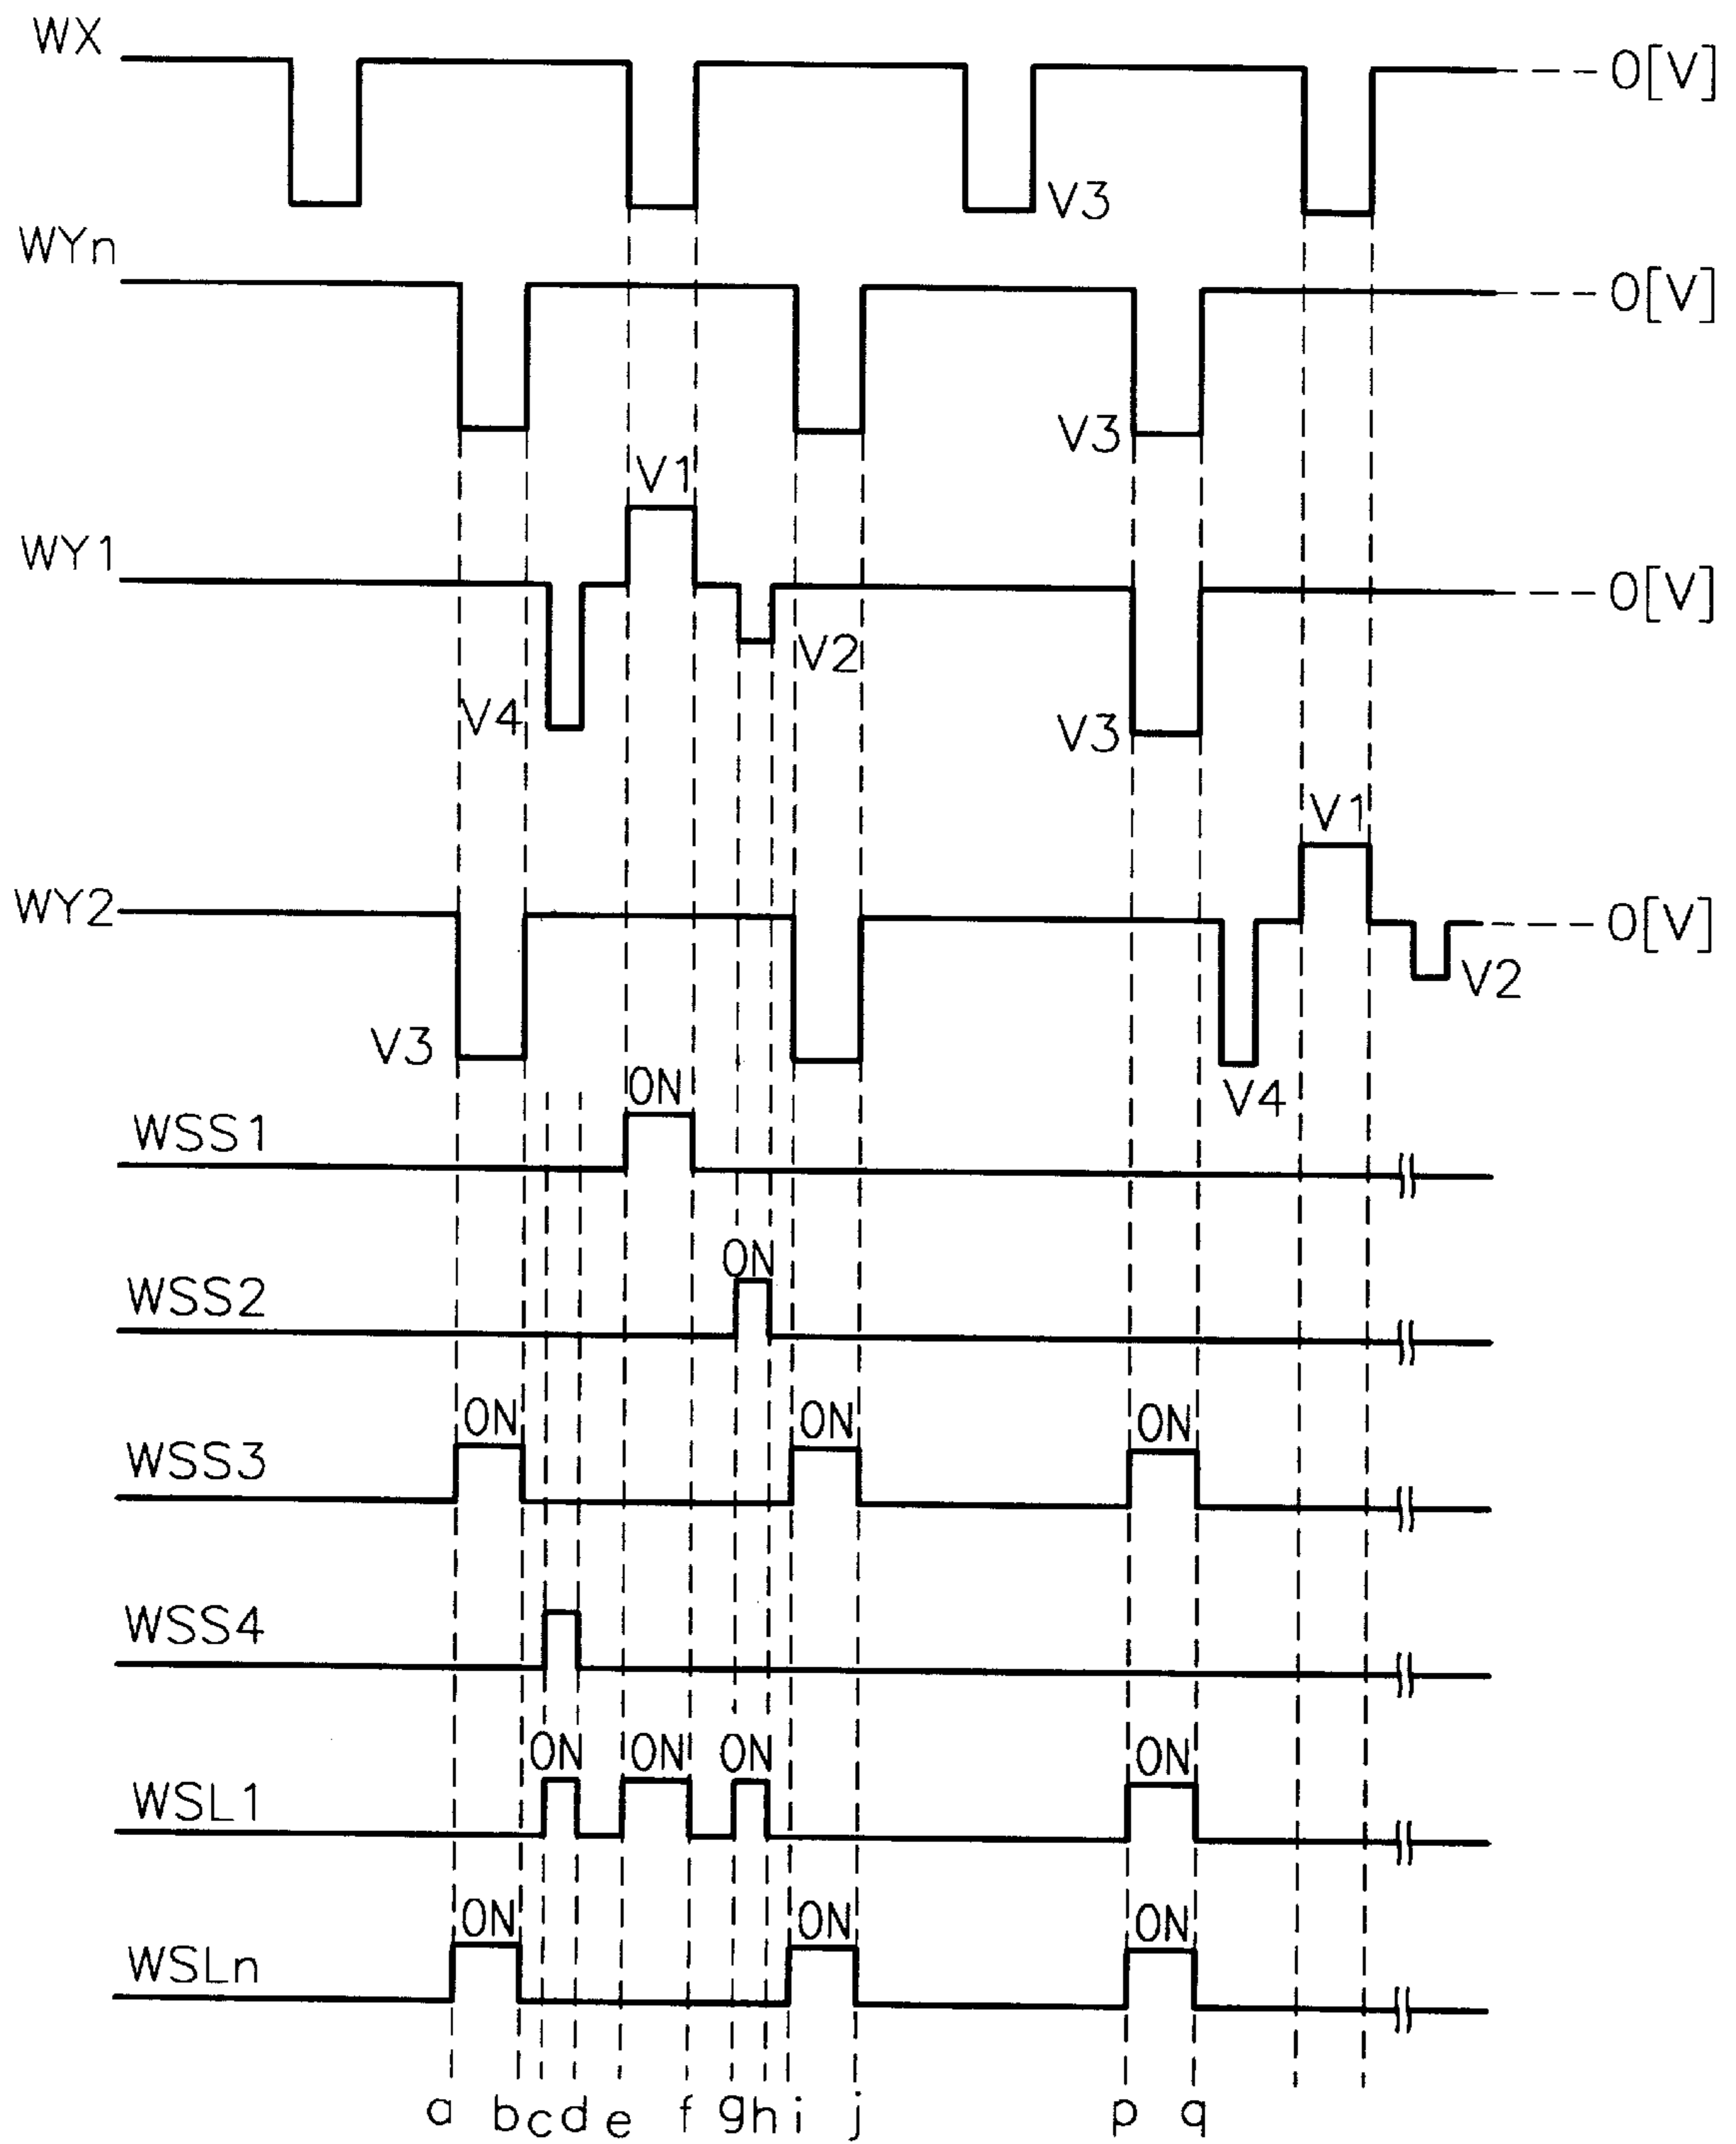 WX
0[V]
V3
WYn
0[V]
V3
V1
WY1
0[V]
V2
V4
V3
V1
WY2
0[V]
V2
V3
V4
ON
WSS1
ON
WSS2
ON ON ON
WSS3
WSS4
ON ON ON ON
WSL1
ON ON ON
WSLn
a b c d e f g h i j p q